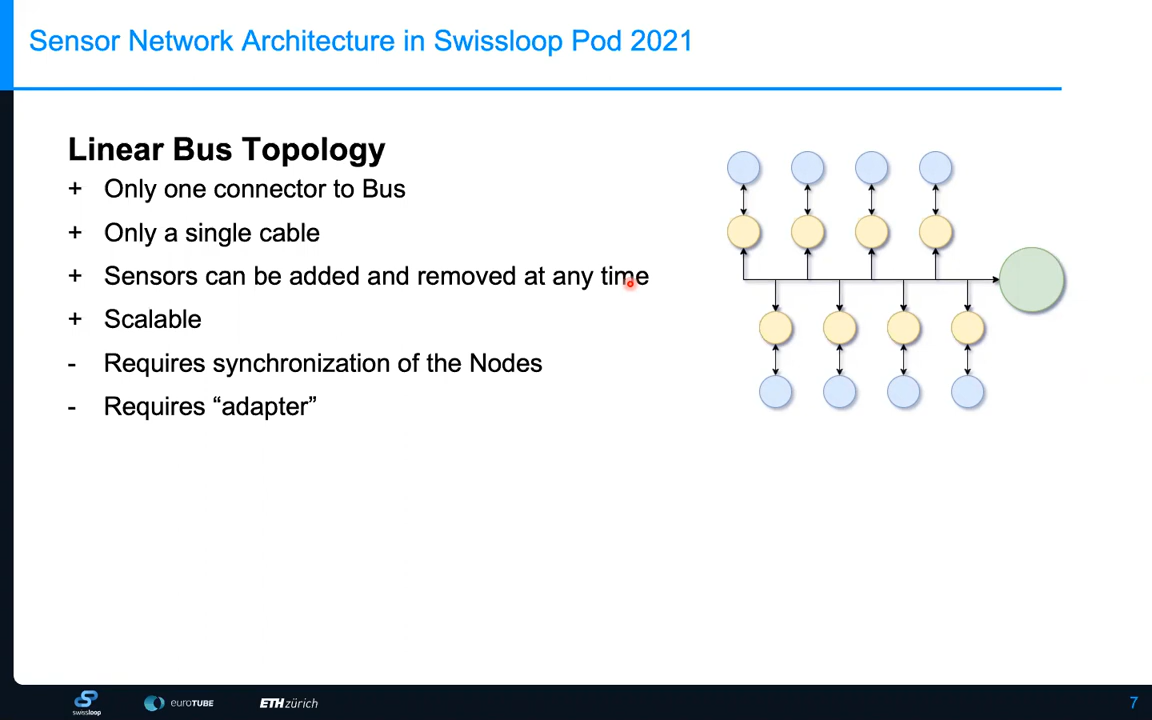 Sensor Network Architecture in Swissloop Pod 2021
Linear Bus Topology
+ Only one connector to Bus
+ Only a single cable
+ Sensors can be added and removed at any time
+ Scalable
- Requires synchronization of the Nodes
- Requires “adapter”
swissloop
euroTUBE
ETH zürich
7